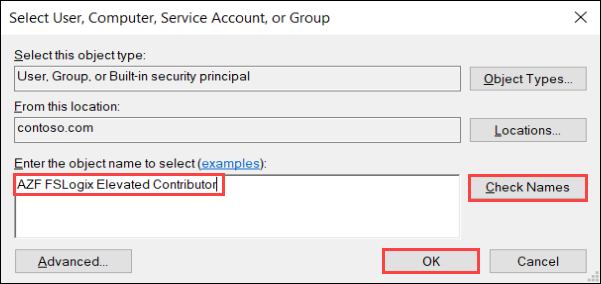 Select User, Computer, Service Account, or Group
Select this object type:
User, Group, or Built-in security principal
Object Types...
From this location:
contoso.com
Locations...
Enter the object name to select (examples):
AZF FSLogix Elevated Contributor
Check Names
Advanced...
OK
Cancel